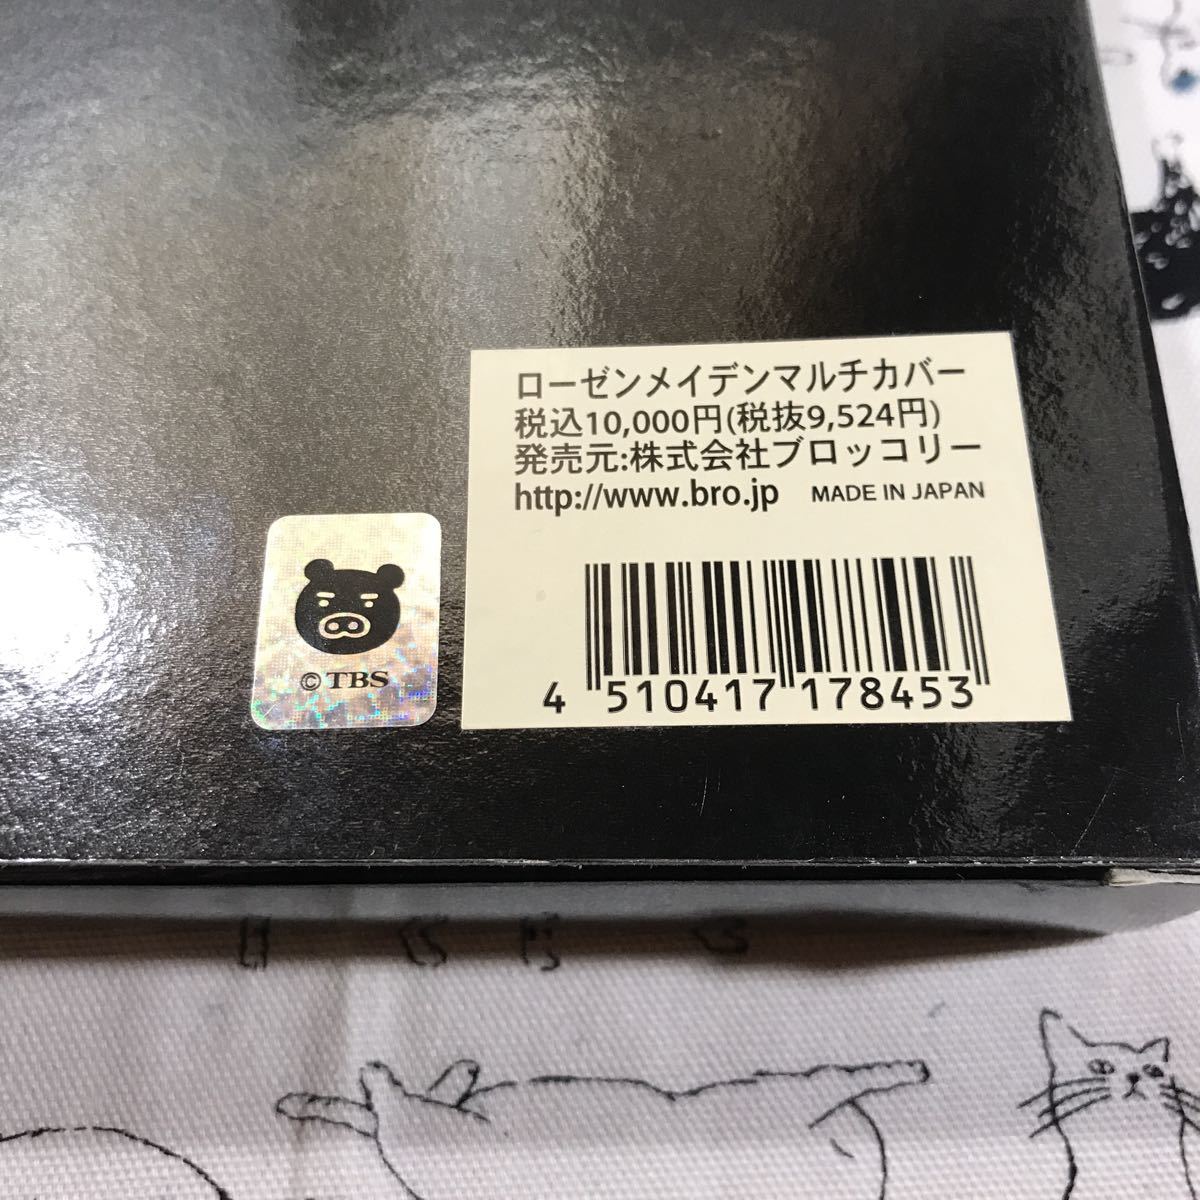 ローゼンメイデンマルチカバー
税込10,000円(税抜9,524円)
発売元:株式会社ブロッコリー
http://www.bro.jp MADE IN JAPAN
4 510417 178453
©TBS